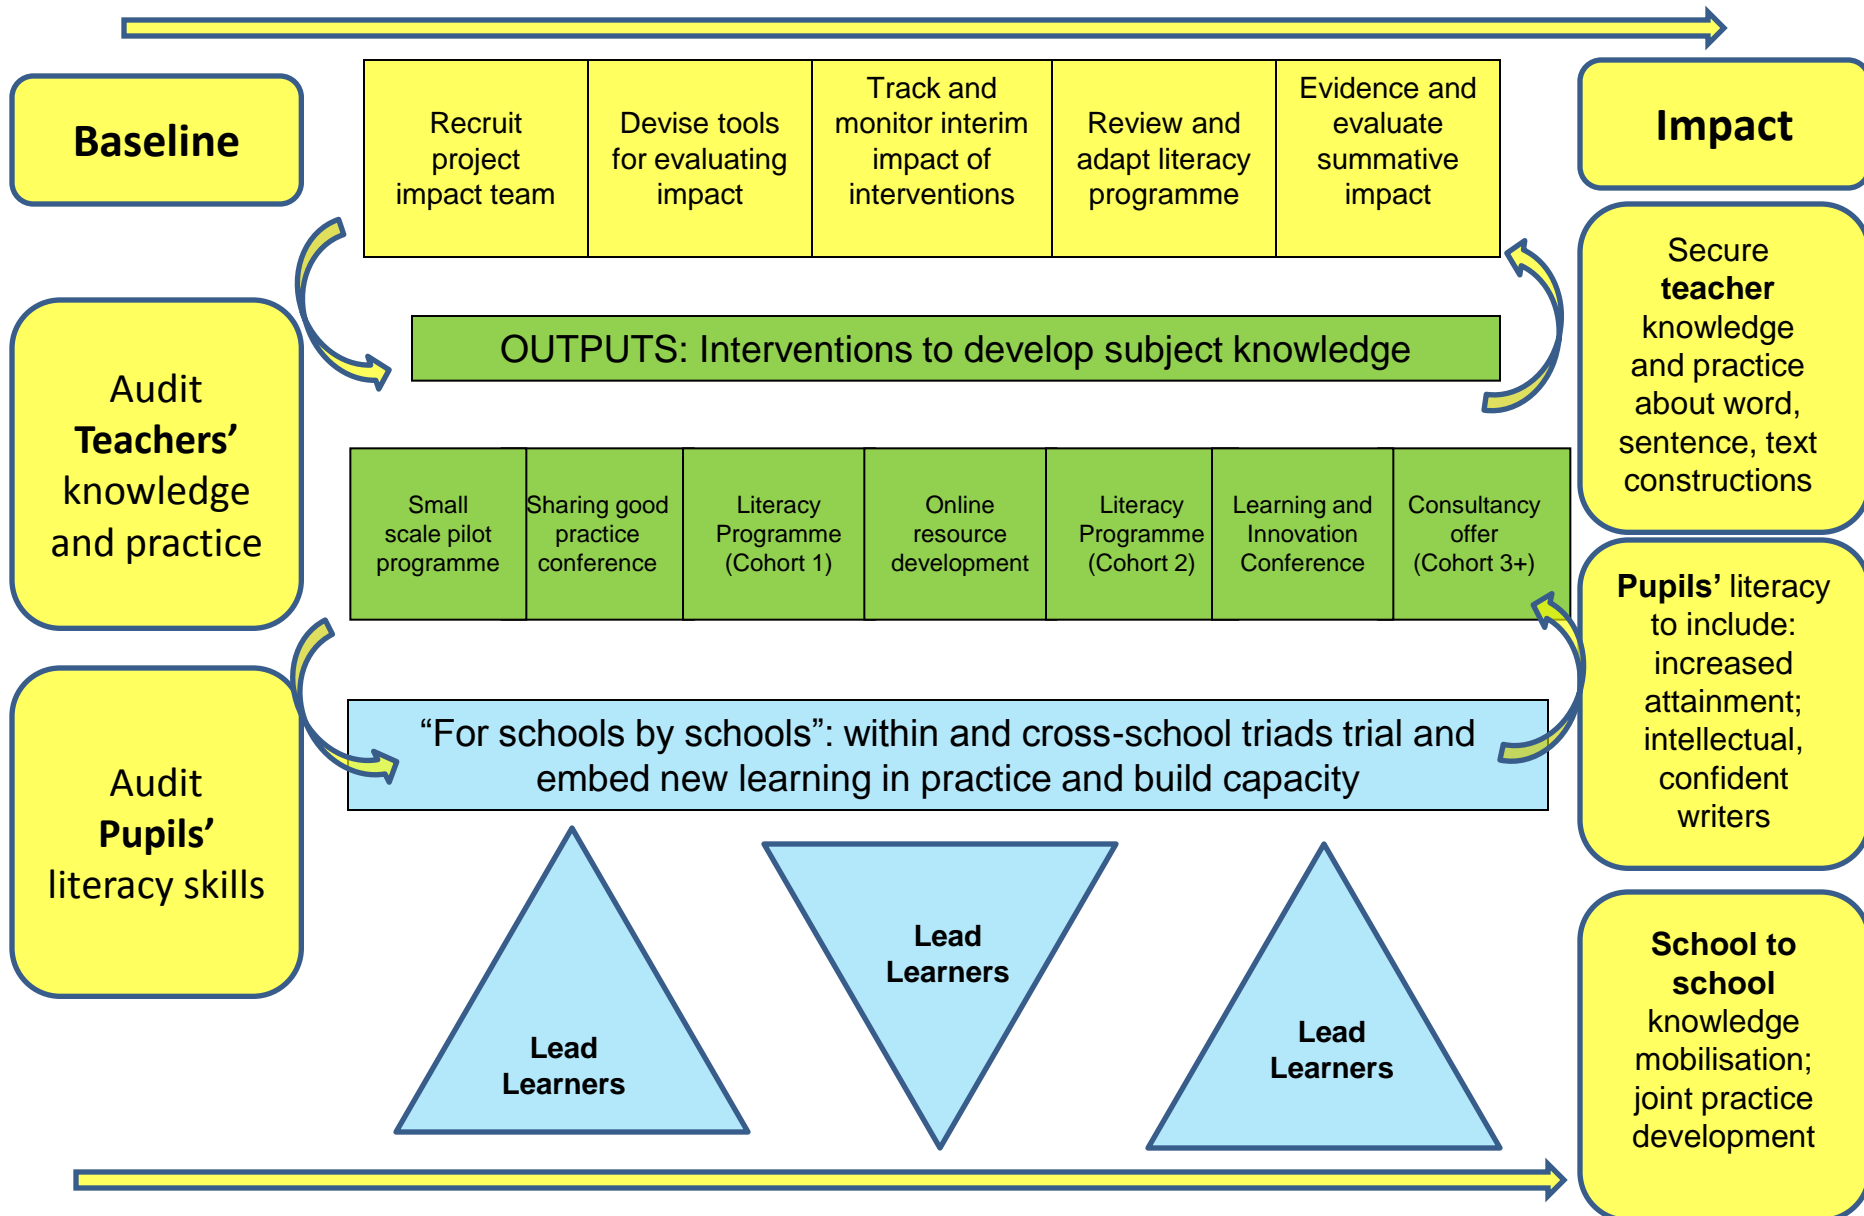 Baseline
Recruit
project
impact team
Devise tools
for evaluating
impact
Track and
monitor interim
impact of
interventions
Review and
adapt literacy
programme
Evidence and
evaluate
summative
impact
Impact
Audit
Teachers’
knowledge
and practice
Audit
Pupils’
literacy skills
OUTPUTS: Interventions to develop subject knowledge
Small
scale pilot
programme
Sharing good
practice
conference
Literacy
Programme
(Cohort 1)
Online
resource
development
Literacy
Programme
(Cohort 2)
Learning and
Innovation
Conference
Consultancy
offer
(Cohort 3+)
“For schools by schools”: within and cross-school triads trial and
embed new learning in practice and build capacity
Lead
Learners
Lead
Learners
Lead
Learners
Secure
teacher
knowledge
and practice
about word,
sentence, text
constructions
Pupils’ literacy
to include:
increased
attainment;
intellectual,
confident
writers
School to
school
knowledge
mobilisation;
joint practice
development